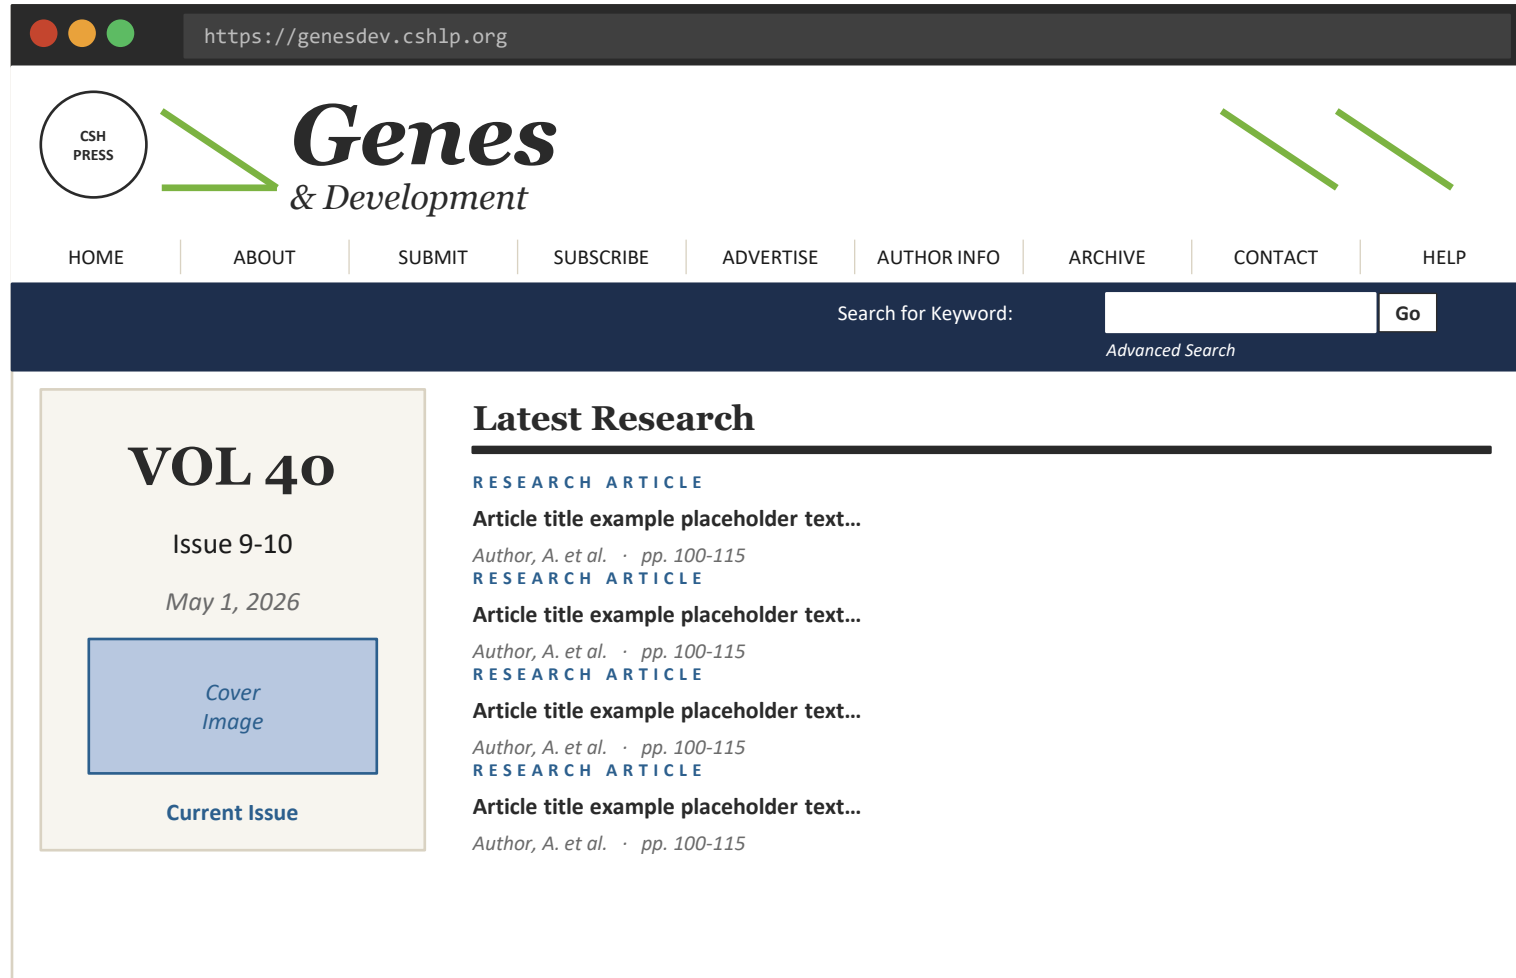 https://genesdev.cshlp.org
CSH
PRESS
Genes
& Development
HOME
ABOUT
SUBMIT
SUBSCRIBE
ADVERTISE
AUTHOR INFO
ARCHIVE
CONTACT
HELP
Search for Keyword:
Go
Advanced Search
VOL 40
Issue 9-10
May 1, 2026
Cover
Image
Current Issue
Latest Research
RESEARCH ARTICLE
Article title example placeholder text...
Author, A. et al. · pp. 100-115
RESEARCH ARTICLE
Article title example placeholder text...
Author, A. et al. · pp. 100-115
RESEARCH ARTICLE
Article title example placeholder text...
Author, A. et al. · pp. 100-115
RESEARCH ARTICLE
Article title example placeholder text...
Author, A. et al. · pp. 100-115